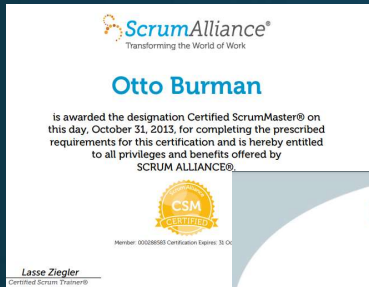 ScrumAlliance®
Transforming the World of Work
Otto Burman
is awarded the designation Certified ScrumMaster® on
this day, October 31, 2013, for completing the prescribed
requirements for this certification and is hereby entitled
to all privileges and benefits offered by
SCRUM ALLIANCE®.
CSM
CERTIFIED
Member: 000288583 Certification Expires: 31 Oc
Lasse Ziegler
Certified Scrum Trainer®